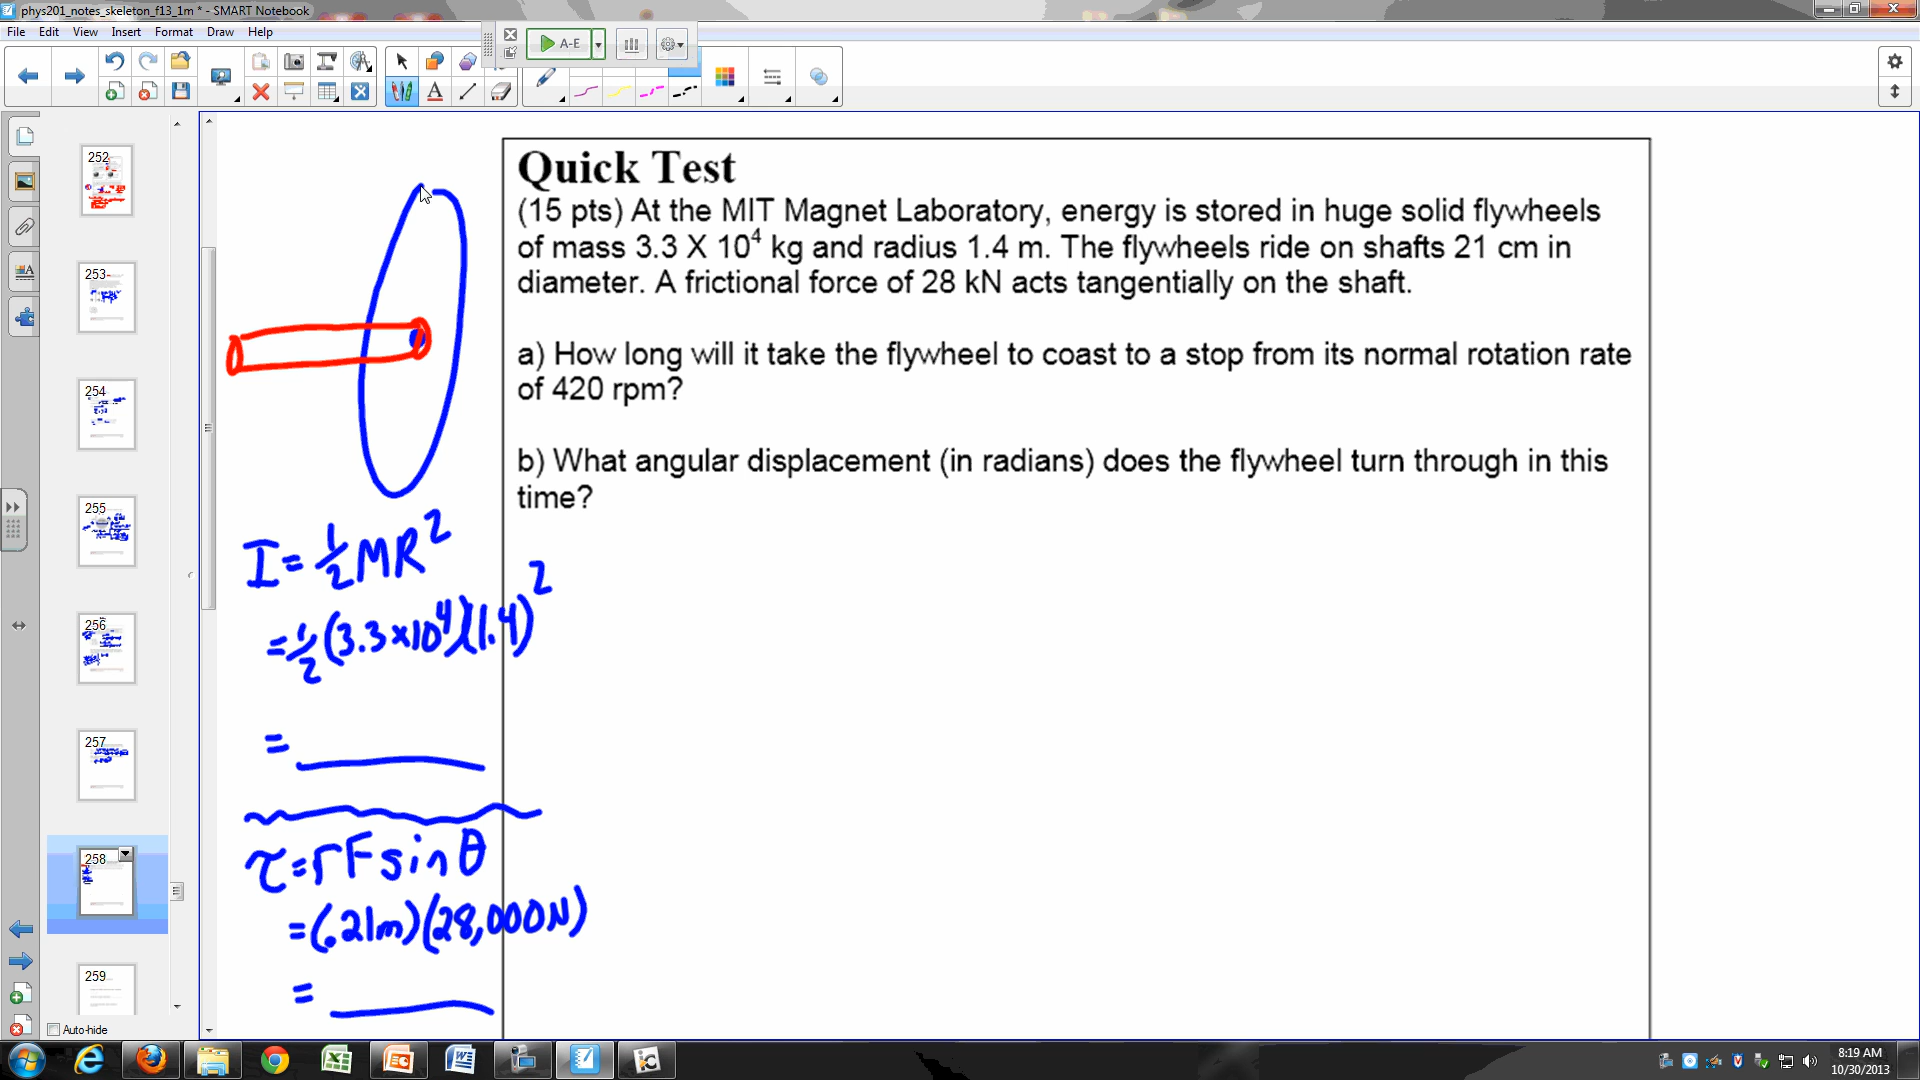 phys201_notes_skeleton_f13_1m * - SMART Notebook
File Edit View Insert Format Draw Help
A-E
252
253
254
255
256
257
258
259
Auto-hide
Quick Test
(15 pts) At the MIT Magnet Laboratory, energy is stored in huge solid flywheels
of mass 3.3 X 10⁴ kg and radius 1.4 m. The flywheels ride on shafts 21 cm in
diameter. A frictional force of 28 kN acts tangentially on the shaft.
a) How long will it take the flywheel to coast to a stop from its normal rotation rate
of 420 rpm?
b) What angular displacement (in radians) does the flywheel turn through in this
time?
I = ½MR²
= ½(3.3×10⁴)(1.4)²
=
τ = rFsinθ
= (.21m)(28,000N)
=
8:19 AM
10/30/2013